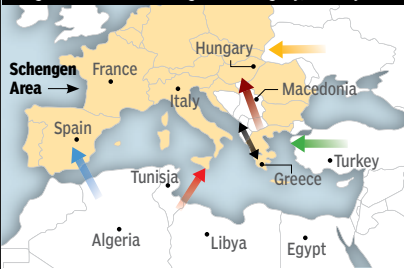 Hungary
Schengen
Area
France
Macedonia
Italy
Spain
Tunisia
Turkey
Greece
Algeria
Libya
Egypt